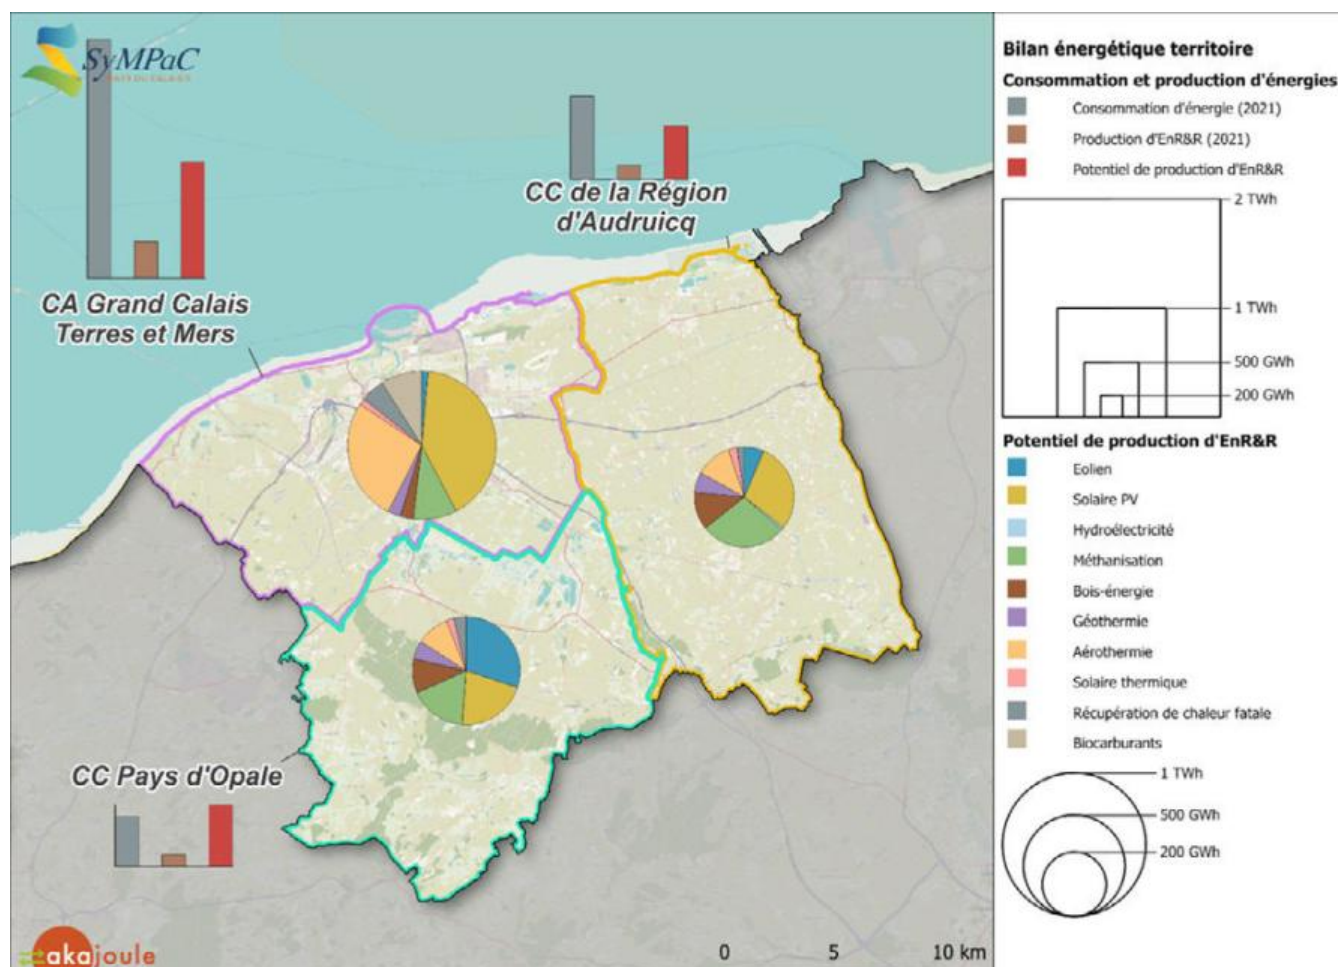 SyMPaC
PAYS DU CALAISIS
CC de la Région
d'Audruicq
CA Grand Calais
Terres et Mers
CC Pays d'Opale
akajoule
0 5 10 km
Bilan énergétique territoire
Consommation et production d'énergies
Consommation d'énergie (2021)
Production d'EnR&R (2021)
Potentiel de production d'EnR&R
2 TWh
1 TWh
500 GWh
200 GWh
Potentiel de production d'EnR&R
Eolien
Solaire PV
Hydroélectricité
Méthanisation
Bois-énergie
Géothermie
Aérothermie
Solaire thermique
Récupération de chaleur fatale
Biocarburants
1 TWh
500 GWh
200 GWh